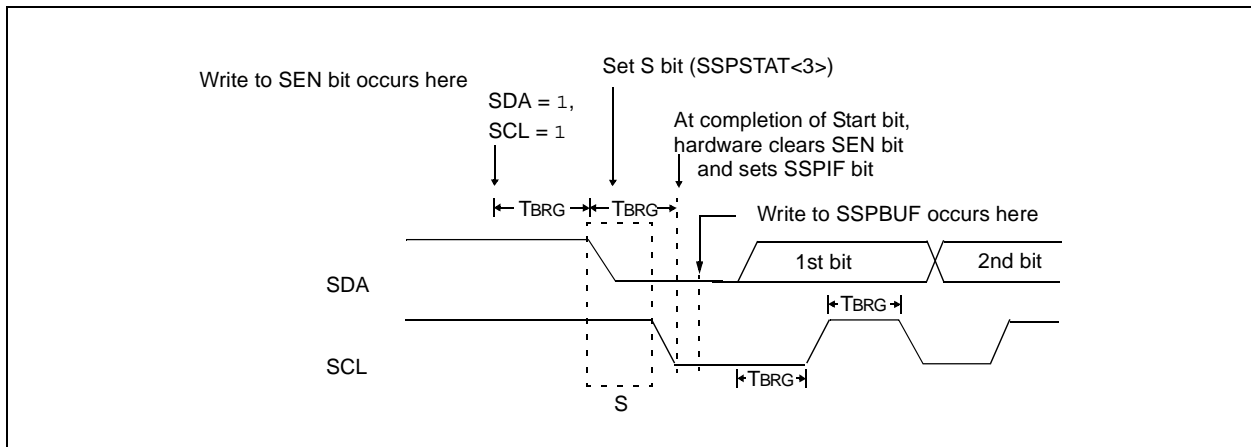 Write to SEN bit occurs here
Set S bit (SSPSTAT<3>)
SDA = 1,
SCL = 1
At completion of Start bit,
hardware clears SEN bit
and sets SSPIF bit
TBRG
TBRG
Write to SSPBUF occurs here
SDA
1st bit
2nd bit
TBRG
SCL
TBRG
S